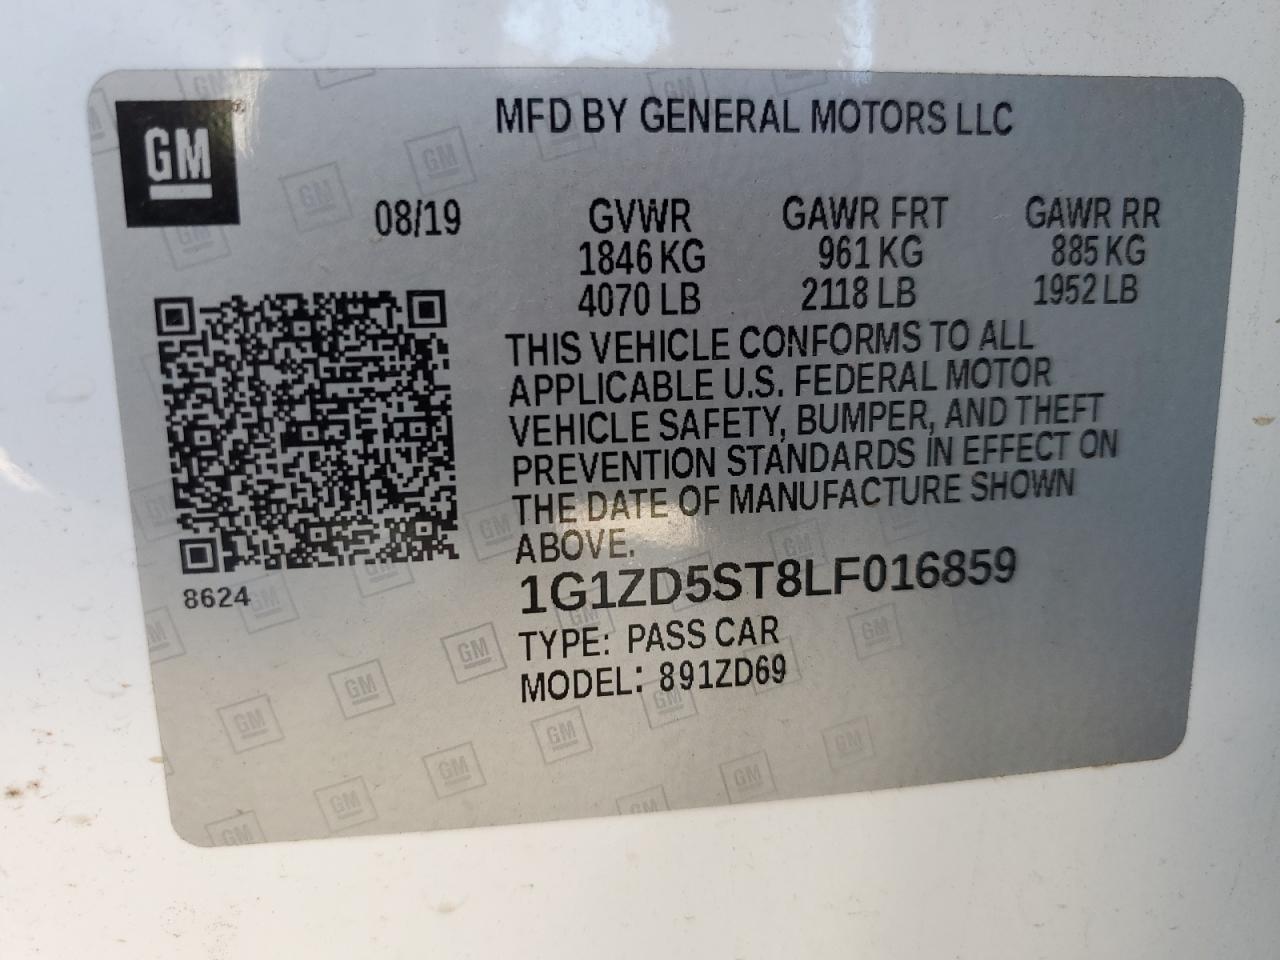 GM
MFD BY GENERAL MOTORS LLC
08/19 GVWR GAWR FRT GAWR RR
1846 KG 961 KG 885 KG
4070 LB 2118 LB 1952 LB
THIS VEHICLE CONFORMS TO ALL
APPLICABLE U.S. FEDERAL MOTOR
VEHICLE SAFETY, BUMPER, AND THEFT
PREVENTION STANDARDS IN EFFECT ON
THE DATE OF MANUFACTURE SHOWN
ABOVE.
8624
1G1ZD5ST8LF016859
TYPE: PASS CAR
MODEL: 891ZD69